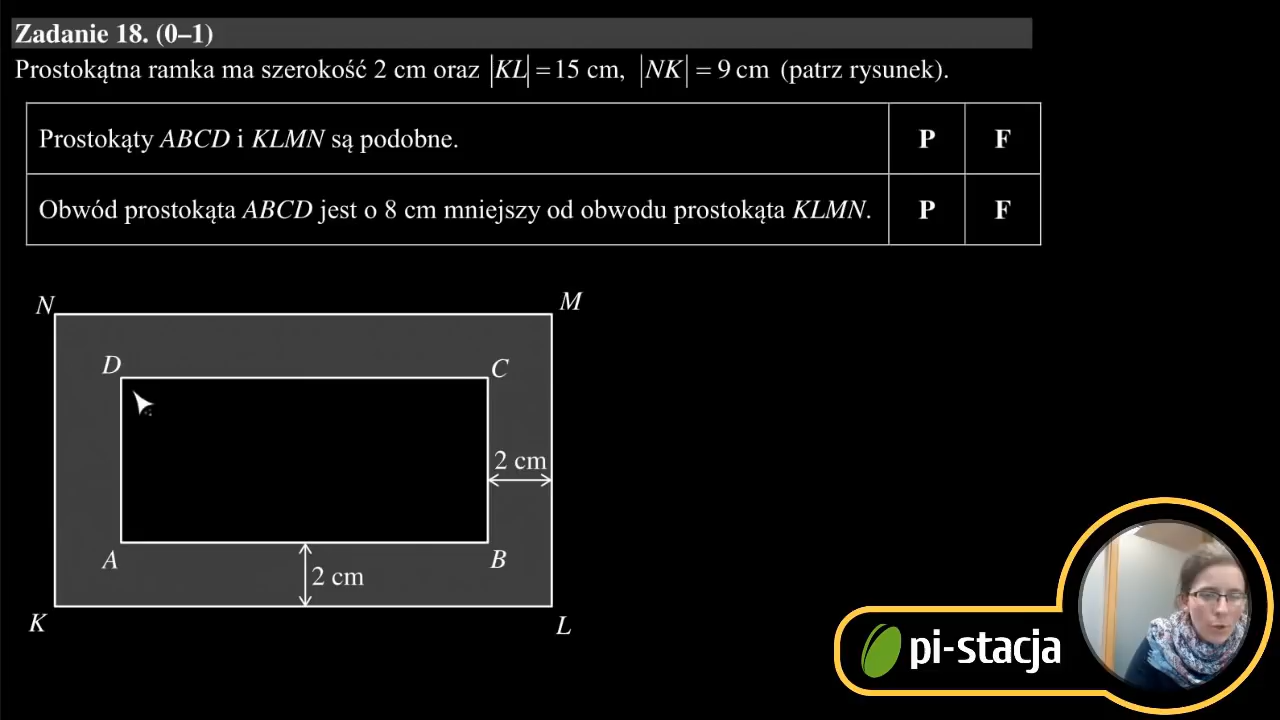 Zadanie 18. (0–1)
Prostokątna ramka ma szerokość 2 cm oraz |KL| = 15 cm, |NK| = 9 cm (patrz rysunek).
Prostokąty ABCD i KLMN są podobne. P F
Obwód prostokąta ABCD jest o 8 cm mniejszy od obwodu prostokąta KLMN. P F
N M
D C
2 cm
A B
2 cm
K L
pi-stacja